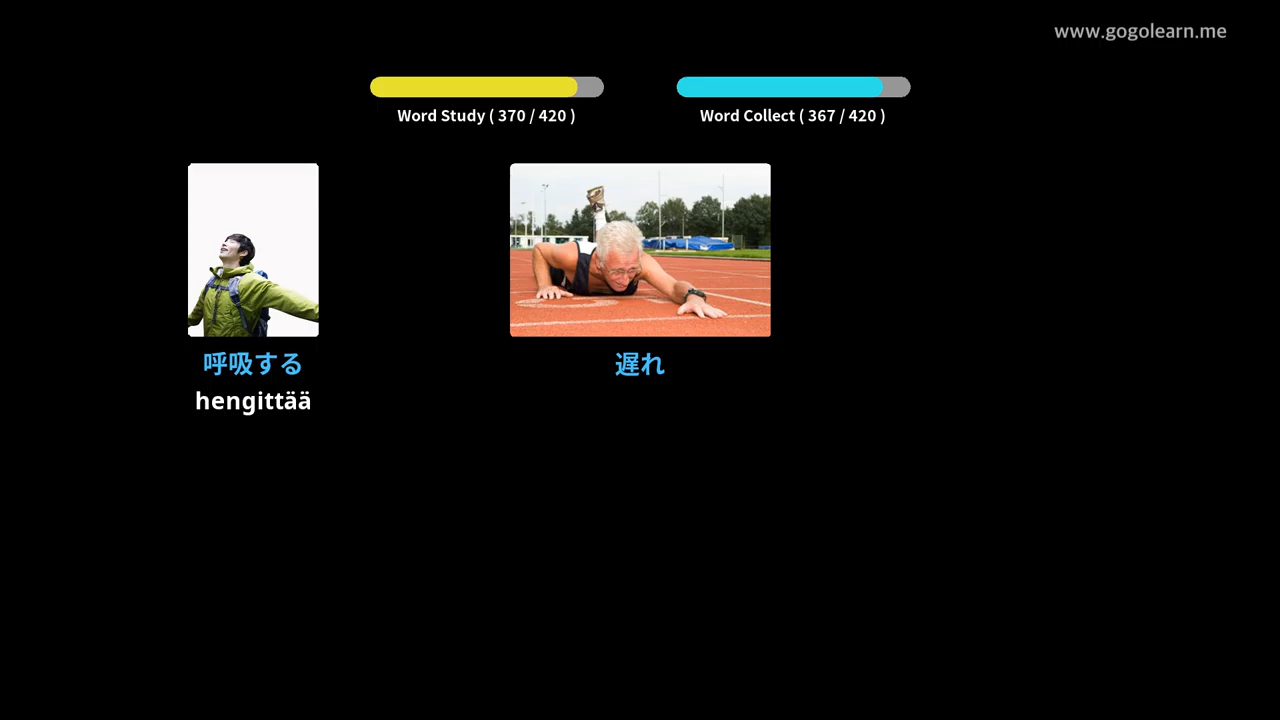 www.gogolearn.me
Word Study ( 370 / 420 )
Word Collect ( 367 / 420 )
呼吸する
遅れ
hengittää